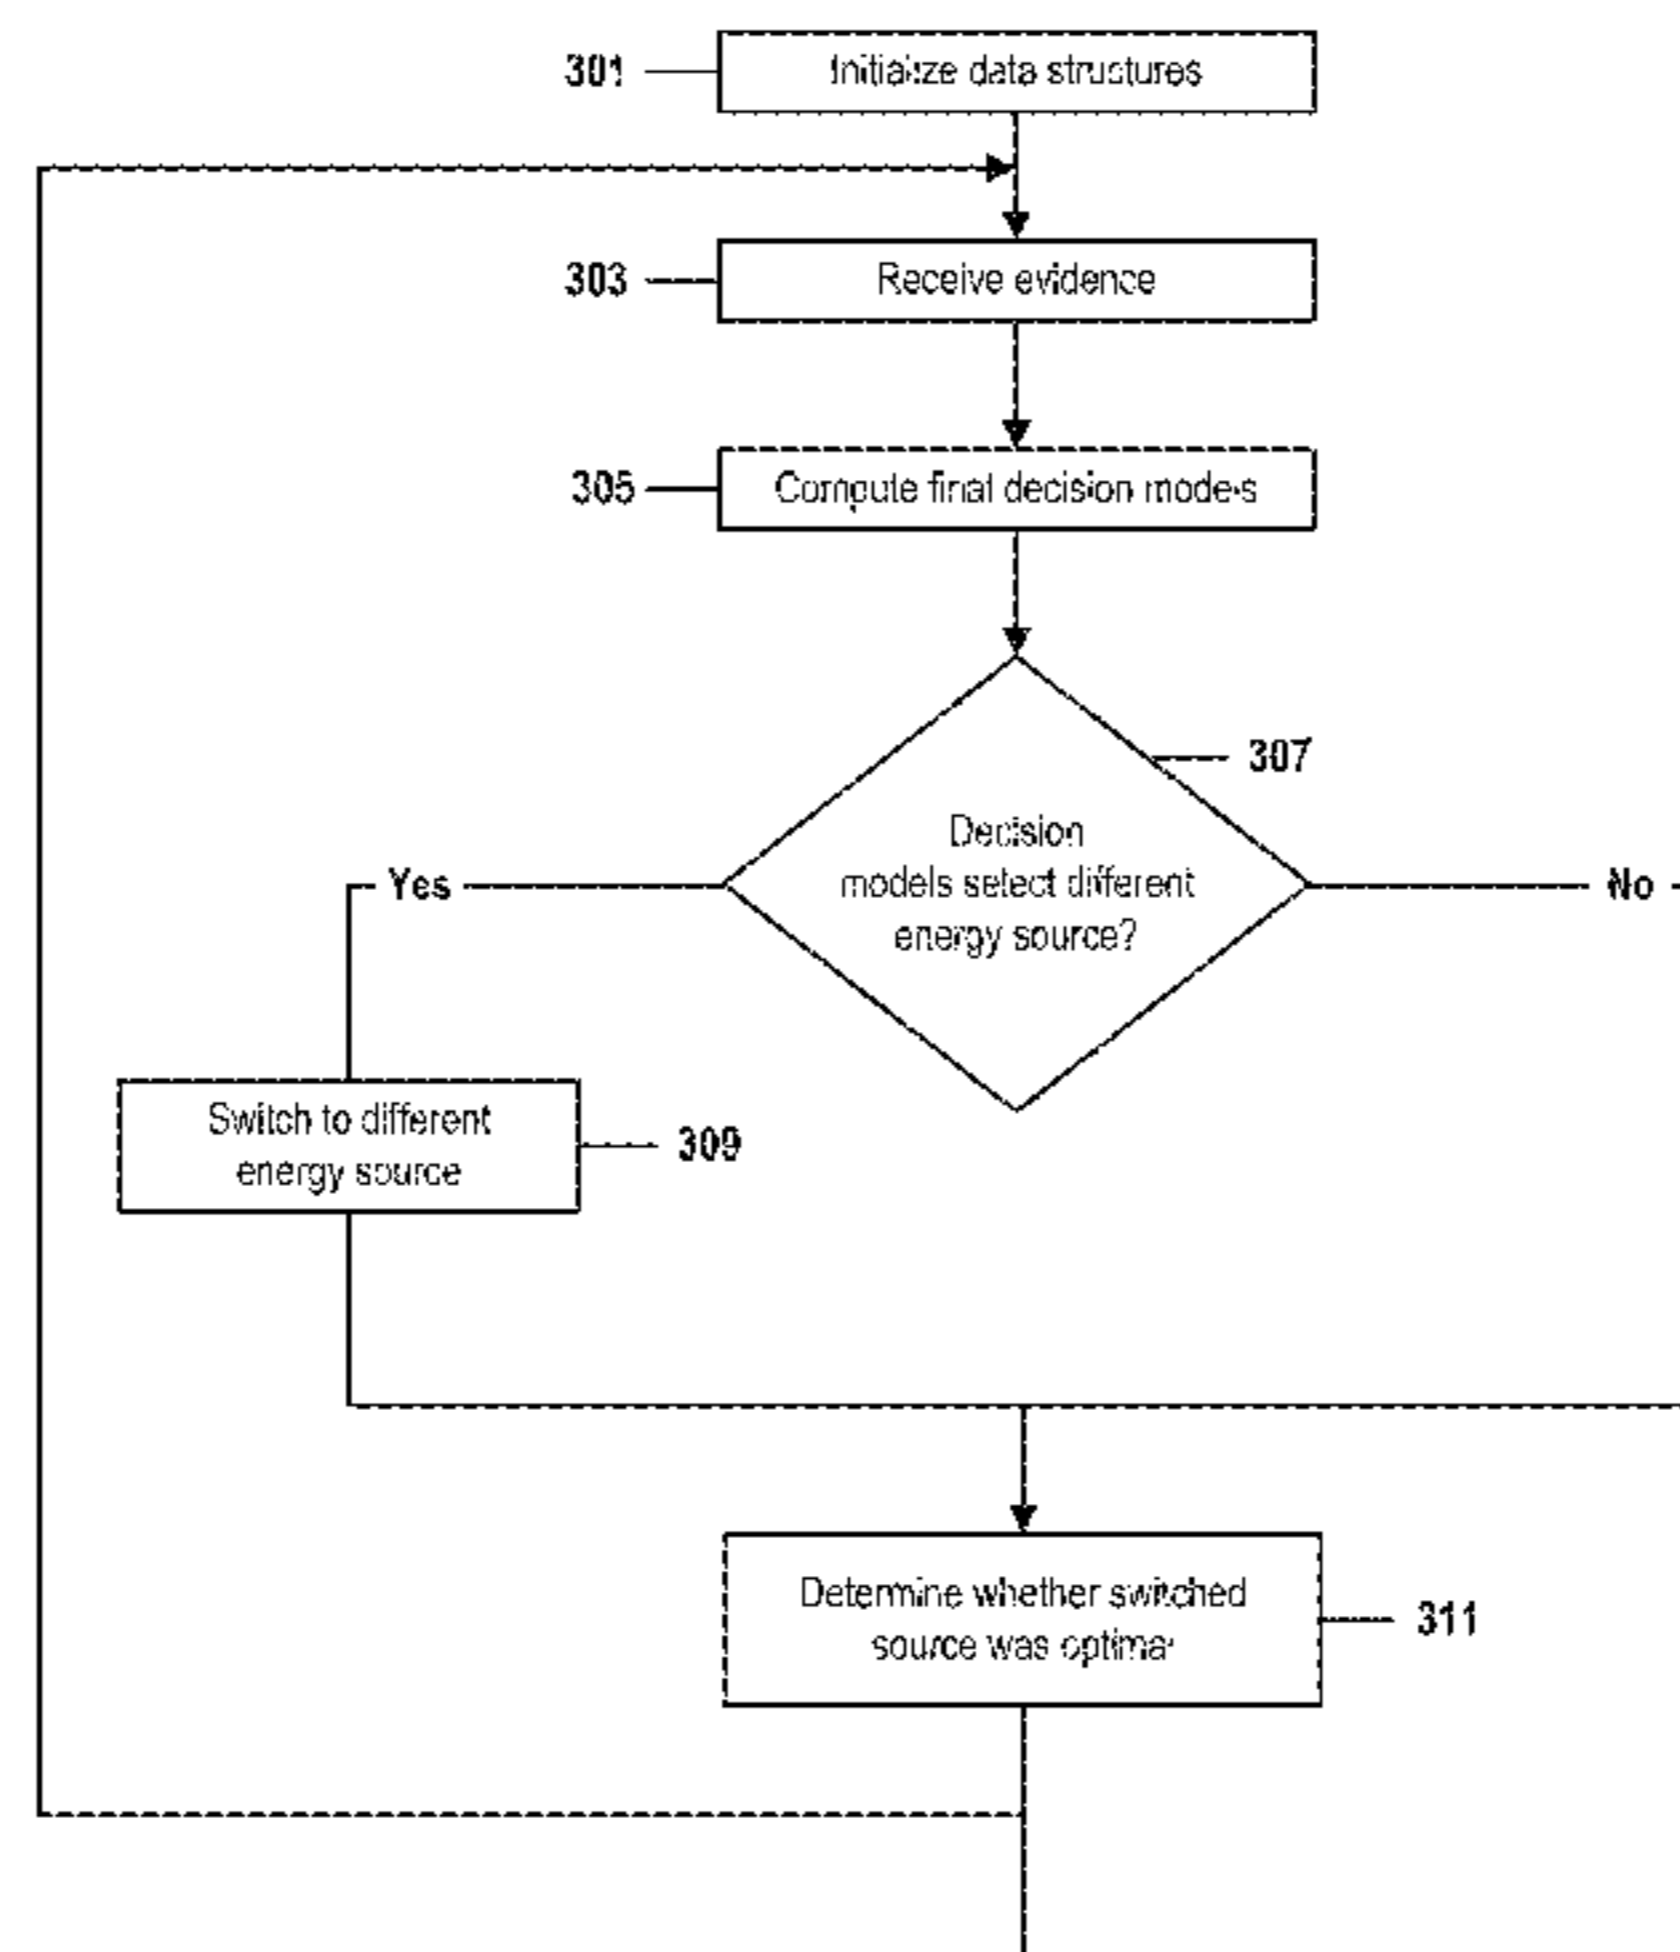 301
Initialize data structures
303
Receive evidence
305
Compute final decision models
307
Decision
models select different
energy source?
Yes
No
Switch to different
energy source
309
Determine whether switched
source was optimal
311